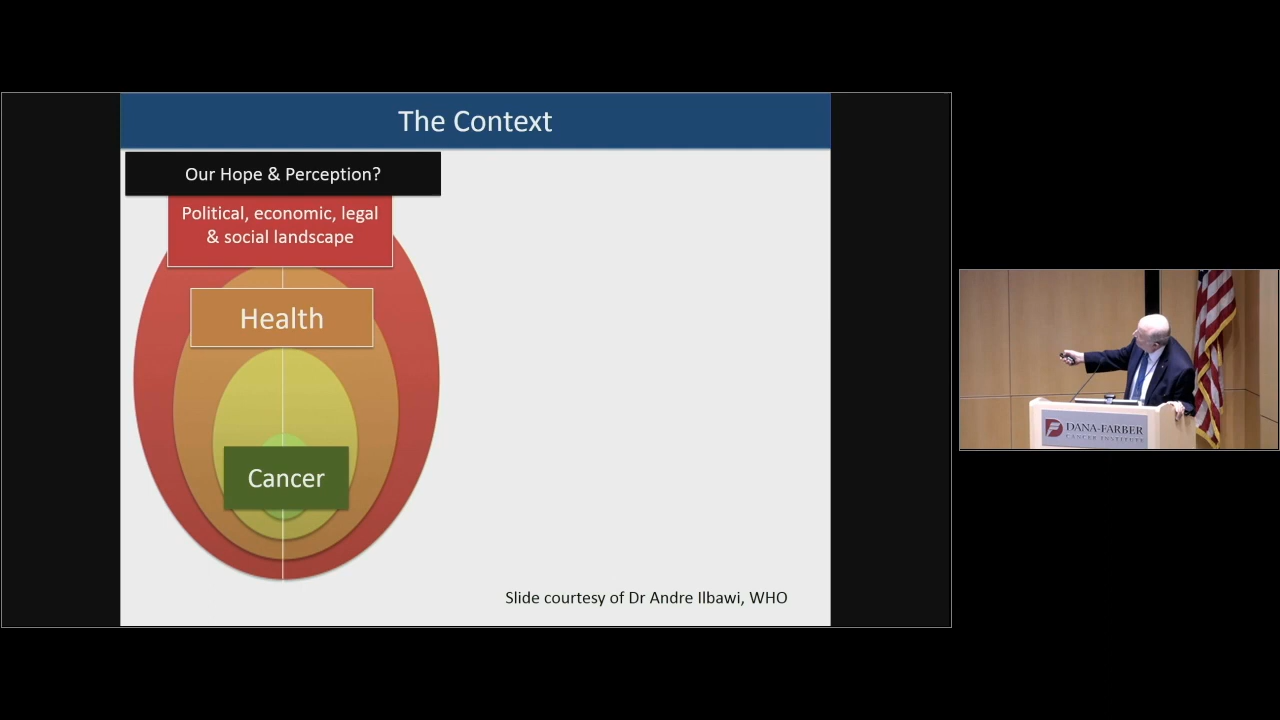 The Context
Our Hope & Perception?
Political, economic, legal
& social landscape
Health
Cancer
Slide courtesy of Dr Andre Ilbawi, WHO
DANA-FARBER
CANCER INSTITUTE